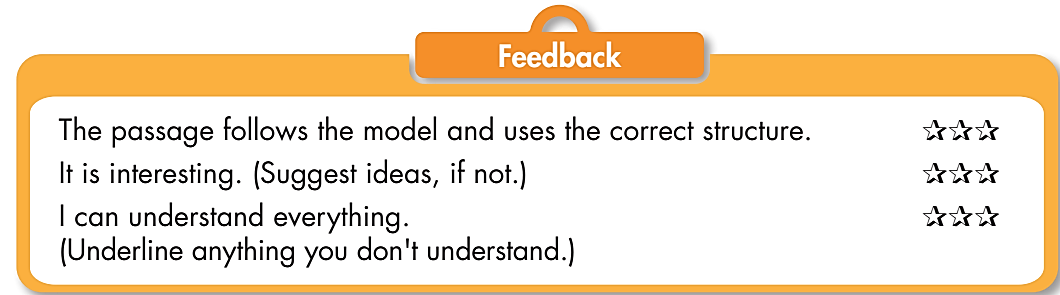 Feedback
The passage follows the model and uses the correct structure. ☆☆☆
It is interesting. (Suggest ideas, if not.) ☆☆☆
I can understand everything. ☆☆☆
(Underline anything you don't understand.)